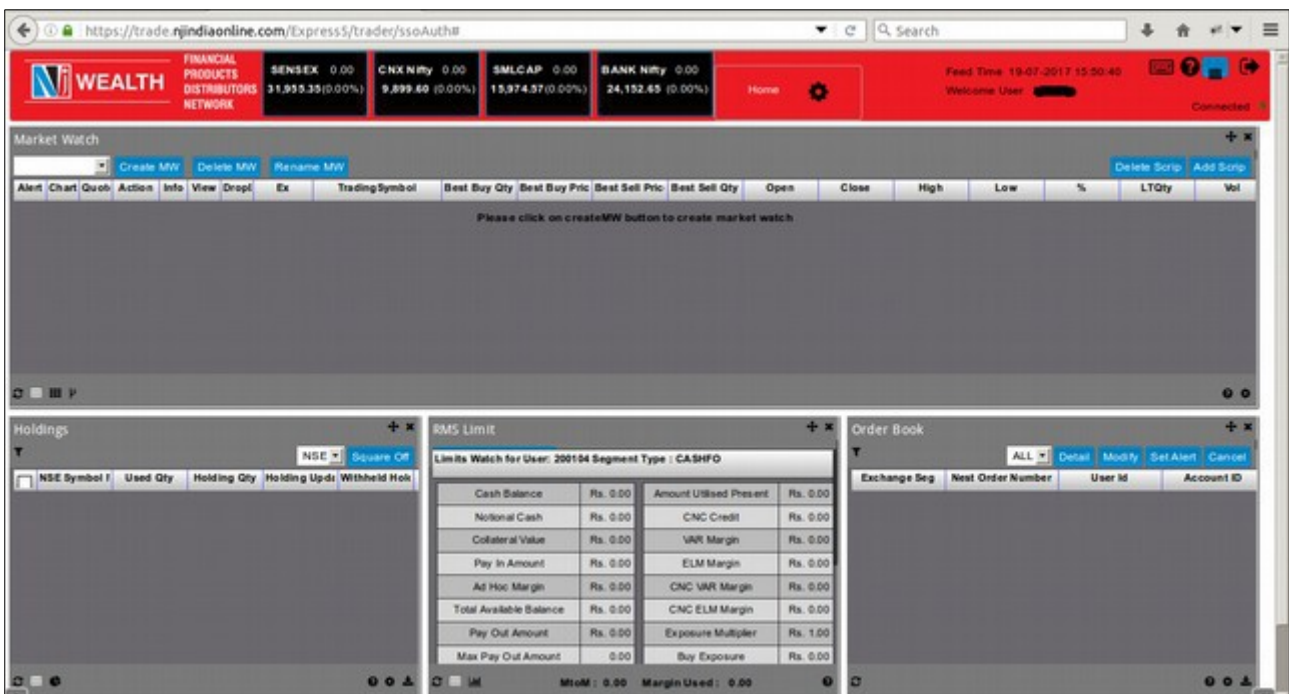 https://trade.njindiaonline.com/Express5/trader/ssoAuth#
Search
Nj WEALTH
FINANCIAL
PRODUCTS
DISTRIBUTORS
NETWORK
SENSEX 0.00
31,955.35(0.00%)
CNX Nifty 0.00
9,899.60 (0.00%)
SMLCAP 0.00
15,974.57(0.00%)
BANK Nifty 0.00
24,152.65 (0.00%)
Home
Feed Time 19-07-2017 15:50:40
Welcome User
Connected
Market Watch
Create MW Delete MW Rename MW Delete Scrip Add Scrip
Alert Chart Quot Action Info View Dropl Ex TradingSymbol Best Buy Qty Best Buy Pric Best Sell Pric Best Sell Qty Open Close High Low % LTQty Vol
Please click on createMW button to create market watch
Holdings
NSE Square Off
NSE Symbol Used Qty Holding Qty Holding Upda Withheld Hol
RMS Limit
Limits Watch for User: 200104 Segment Type : CASHFO
Cash Balance Rs. 0.00 Amount Utilised Present Rs. 0.00
Notional Cash Rs. 0.00 CNC Credit Rs. 0.00
Collateral Value Rs. 0.00 VAR Margin Rs. 0.00
Pay In Amount Rs. 0.00 ELM Margin Rs. 0.00
Ad Hoc Margin Rs. 0.00 CNC VAR Margin Rs. 0.00
Total Available Balance Rs. 0.00 CNC ELM Margin Rs. 0.00
Pay Out Amount Rs. 0.00 Exposure Multiplier Rs. 1.00
Max Pay Out Amount 0.00 Buy Exposure Rs. 0.00
MtoM : 0.00 Margin Used : 0.00
Order Book
ALL Detail Modify Set Alert Cancel
Exchange Seg Nest Order Number User Id Account ID